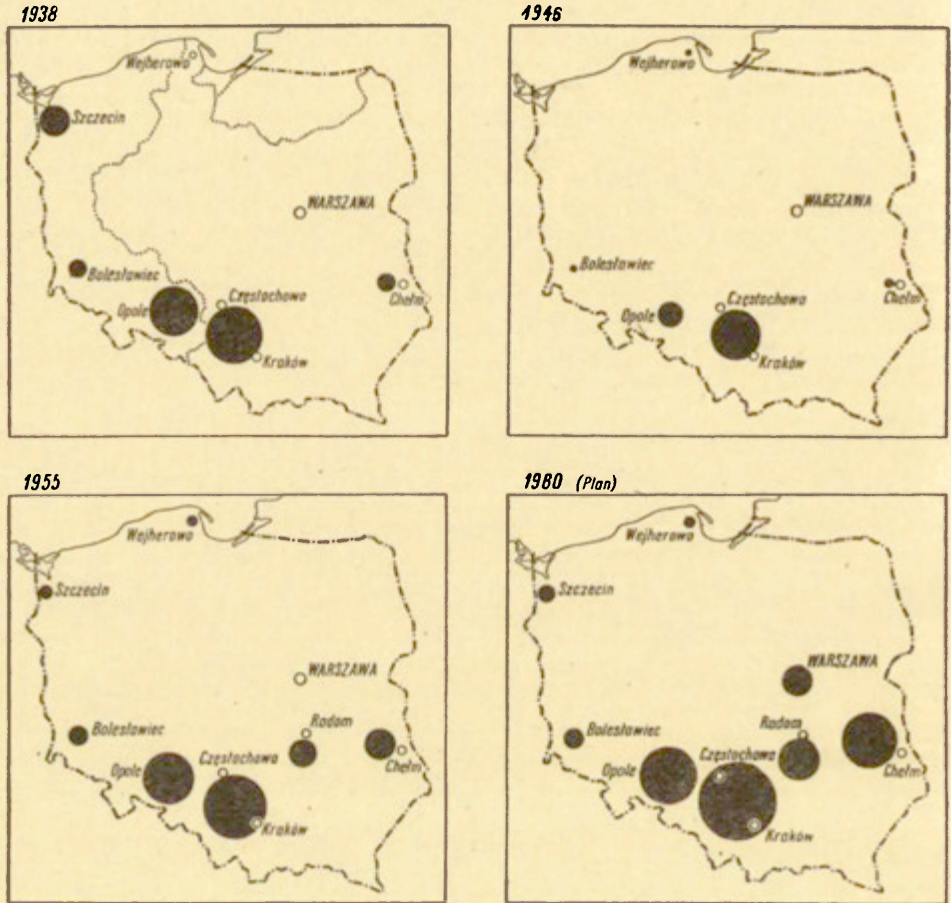 1938
Wejherowo
Szczecin
WARSZAWA
Bolesławiec
Chełm
Częstochowa
Opole
Kraków
1946
Wejherowo
WARSZAWA
Bolesławiec
Chełm
Częstochowa
Opole
Kraków
1955
Wejherowo
Szczecin
WARSZAWA
Radom
Bolesławiec
Częstochowa
Chełm
Opole
Kraków
1980 (Plan)
Wejherowo
Szczecin
WARSZAWA
Radom
Bolesławiec
Częstochowa
Opole
Chełm
Kraków